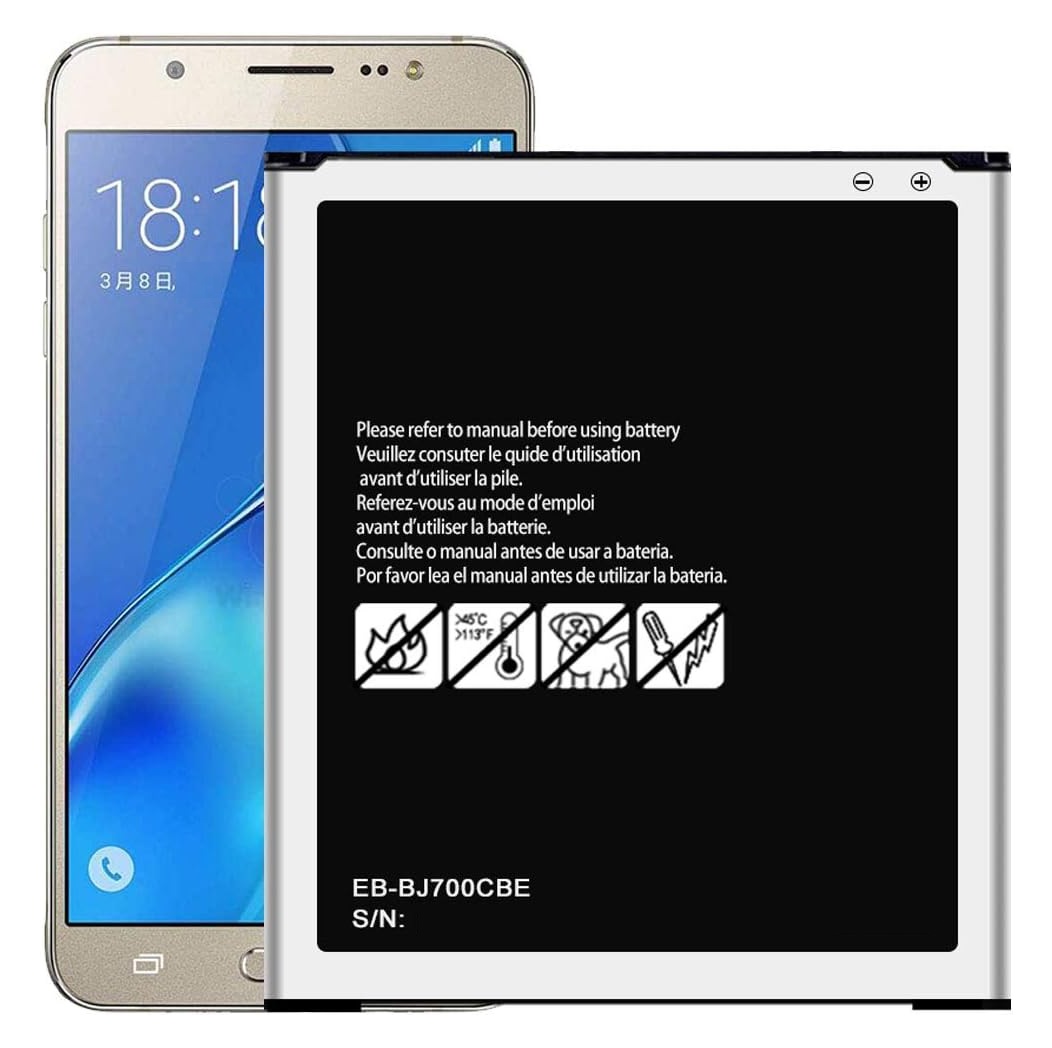 18:18
3月8日,
Please refer to manual before using battery
Veuillez consuter le quide d'utilisation
avant d'utiliser la pile.
Referez-vous au mode d'emploi
avant d'utiliser la batterie.
Consulte o manual antes de usar a bateria.
Por favor lea el manual antes de utilizar la bateria.
>45°C
>113°F
EB-BJ700CBE
S/N: